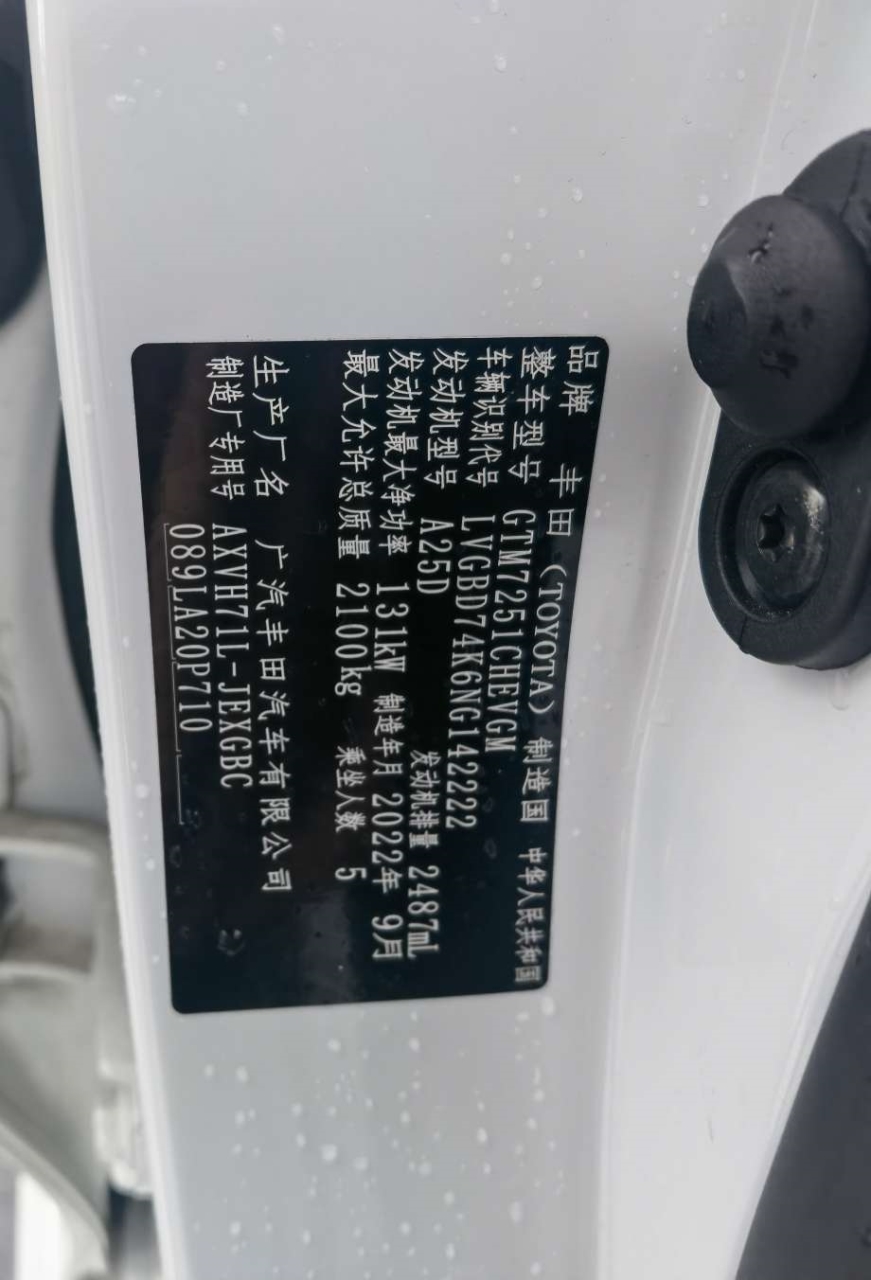 品牌 丰田（TOYOTA） 制造国 中华人民共和国
整车型号 GTM7251CHEVGM
车辆识别代号 LVGBD74K6NG142222
发动机型号 A25D 发动机排量 2487mL
发动机最大净功率 131kW 制造年月 2022年 9月
最大允许总质量 2100kg 乘坐人数 5
生产厂名 广汽丰田汽车有限公司
制造厂专用号 AXVH71L-JEXGBC
089LA20P710